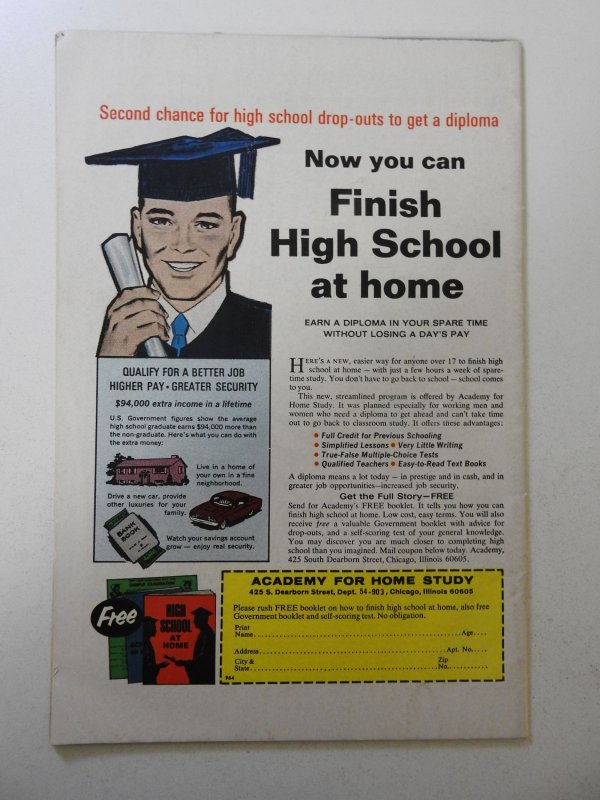 Second chance for high school drop-outs to get a diploma
Now you can
Finish
High School
at home
EARN A DIPLOMA IN YOUR SPARE TIME
WITHOUT LOSING A DAY'S PAY
HERE'S A NEW, easier way for anyone over 17 to finish high
school at home — with just a few hours a week of spare-
time study. You don't have to go back to school — school comes
to you.
This new, streamlined program is offered by Academy for
Home Study. It was planned especially for working men and
women who need a diploma to get ahead and can't take time
out to go back to classroom study. It offers these advantages:
● Full Credit for Previous Schooling
● Simplified Lessons ● Very Little Writing
● True-False Multiple-Choice Tests
● Qualified Teachers ● Easy-to-Read Text Books
A diploma means a lot today — in prestige and in cash, and in
greater job opportunities—increased job security.
Get the Full Story—FREE
Send for Academy's FREE booklet. It tells you how you can
finish high school at home. Low cost, easy terms. You will also
receive free a valuable Government booklet with advice for
drop-outs, and a self-scoring test of your general knowledge.
You may discover you are much closer to completing high
school than you imagined. Mail coupon below today. Academy,
425 South Dearborn Street, Chicago, Illinois 60605.
QUALIFY FOR A BETTER JOB
HIGHER PAY • GREATER SECURITY
$94,000 extra income in a lifetime
U.S. Government figures show the average
high school graduate earns $94,000 more than
the non-graduate. Here's what you can do with
the extra money:
Live in a home of
your own in a fine
neighborhood.
Drive a new car, provide
other luxuries for your
family.
BANK
BOOK
Watch your savings account
grow — enjoy real security.
Free
HIGH
SCHOOL
AT
HOME
ACADEMY FOR HOME STUDY
425 S. Dearborn Street, Dept. 54-903, Chicago, Illinois 60605
Please rush FREE booklet on how to finish high school at home, also free
Government booklet and self-scoring test. No obligation.
Print
Name Age
Address Apt. No.
City & Zip
State No.
964